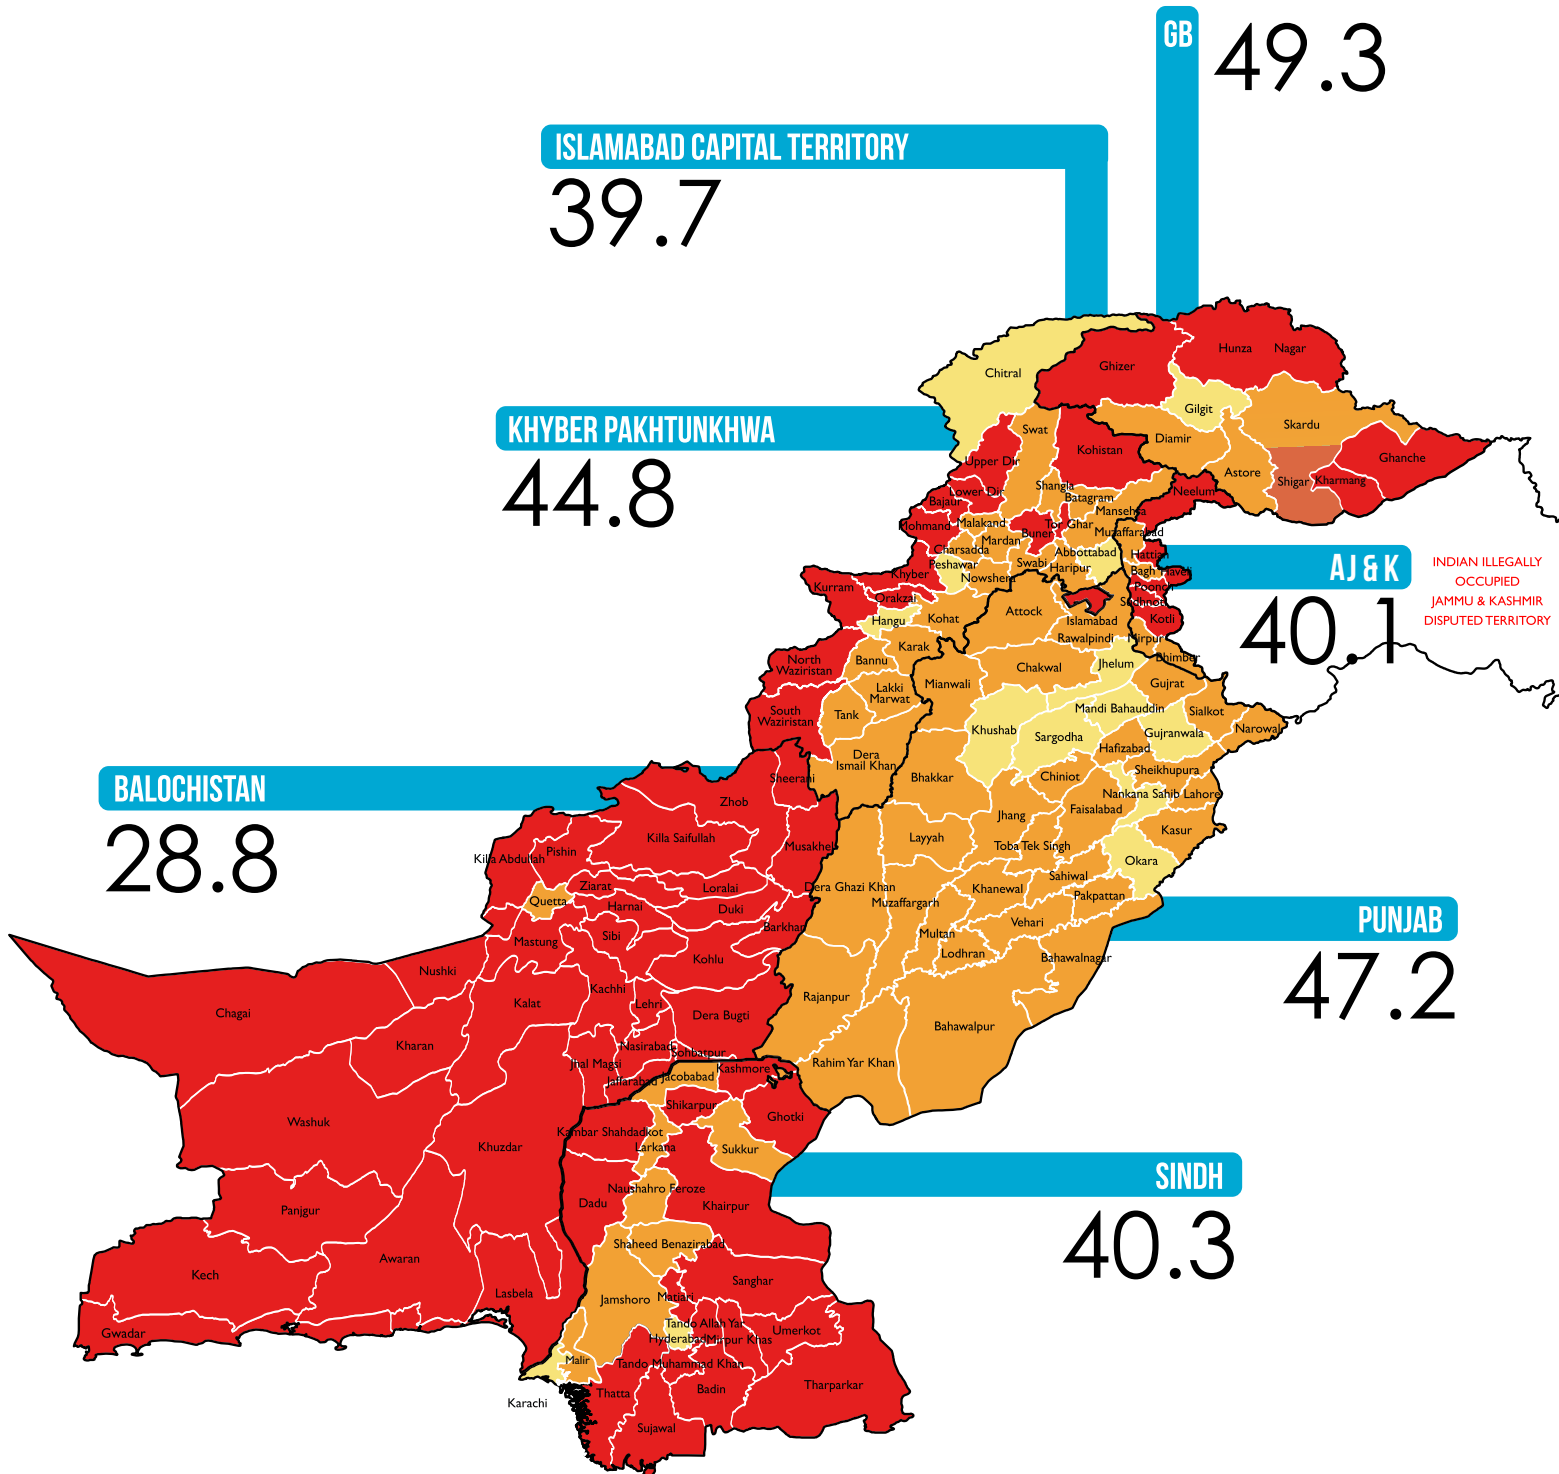 GB
49.3
ISLAMABAD CAPITAL TERRITORY
39.7
Hunza
Nagar
Ghizer
Chitral
Gilgit
KHYBER PAKHTUNKHWA
44.8
Swat
Skardu
Diamir
Kohistan
Ghanche
Upper Dir
Astore
Shigar
Kharmang
Shangla
Lower Dir
Neelum
Bajaur
Batagram
Mansehra
Mohmand
Malakand
Tor Ghar
Buner
Muzaffarabad
Mardan
Charsadda
Abbottabad
Hattian
Peshawar
Swabi
Haripur
Bagh
Haveli
Khyber
Nowshera
Poonch
Kurram
Orakzai
Sudhnoti
AJ & K
40.1
INDIAN ILLEGALLY
OCCUPIED
JAMMU & KASHMIR
DISPUTED TERRITORY
Attock
Hangu
Kohat
Islamabad
Kotli
Rawalpindi
Mirpur
Karak
Bhimber
North
Waziristan
Bannu
Chakwal
Jhelum
Mianwali
Gujrat
Lakki
Marwat
South
Waziristan
Tank
Mandi Bahauddin
Sialkot
Khushab
Sargodha
Gujranwala
Narowal
Hafizabad
Dera
Ismail Khan
Sheikhupura
Bhakkar
Chiniot
BALOCHISTAN
28.8
Sheerani
Zhob
Nankana Sahib
Lahore
Faisalabad
Jhang
Kasur
Killa Saifullah
Layyah
Musakhel
Toba Tek Singh
Pishin
Killa Abdullah
Okara
Sahiwal
Ziarat
Loralai
Dera Ghazi Khan
Khanewal
Pakpattan
Quetta
Harnai
Duki
Muzaffargarh
PUNJAB
47.2
Barkhan
Vehari
Sibi
Multan
Mastung
Lodhran
Kohlu
Bahawalnagar
Nushki
Kachhi
Rajanpur
Kalat
Lehri
Chagai
Dera Bugti
Bahawalpur
Kharan
Nasirabad
Sohbatpur
Jhal Magsi
Rahim Yar Khan
Kashmore
Jacobabad
Jaffarabad
Shikarpur
Ghotki
Washuk
Kambar Shahdadkot
Khuzdar
Larkana
Sukkur
SINDH
40.3
Naushahro Feroze
Dadu
Khairpur
Panjgur
Shaheed Benazirabad
Awaran
Kech
Sanghar
Lasbela
Jamshoro
Matiari
Tando Allah Yar
Umerkot
Gwadar
Hyderabad
Mirpur Khas
Malir
Tando Muhammad Khan
Tharparkar
Badin
Thatta
Karachi
Sujawal